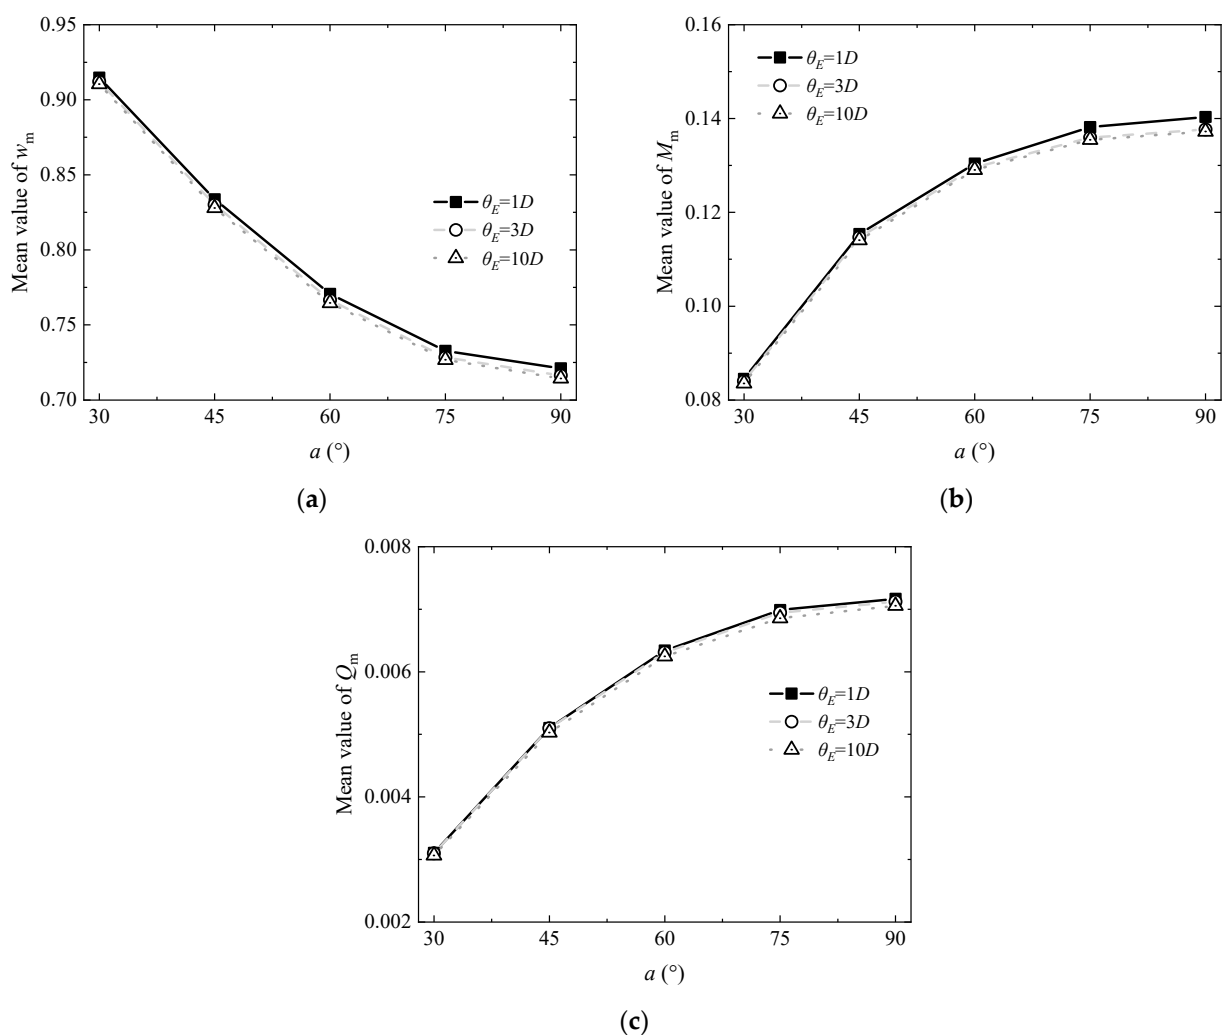 0.95
0.90
0.85
0.80
0.75
0.70
Mean value of wm
30 45 60 75 90
a (°)
θE=1D
θE=3D
θE=10D
(a)
0.16
0.14
0.12
0.10
0.08
Mean value of Mm
30 45 60 75 90
a (°)
θE=1D
θE=3D
θE=10D
(b)
0.008
0.006
0.004
0.002
Mean value of Qm
30 45 60 75 90
a (°)
θE=1D
θE=3D
θE=10D
(c)